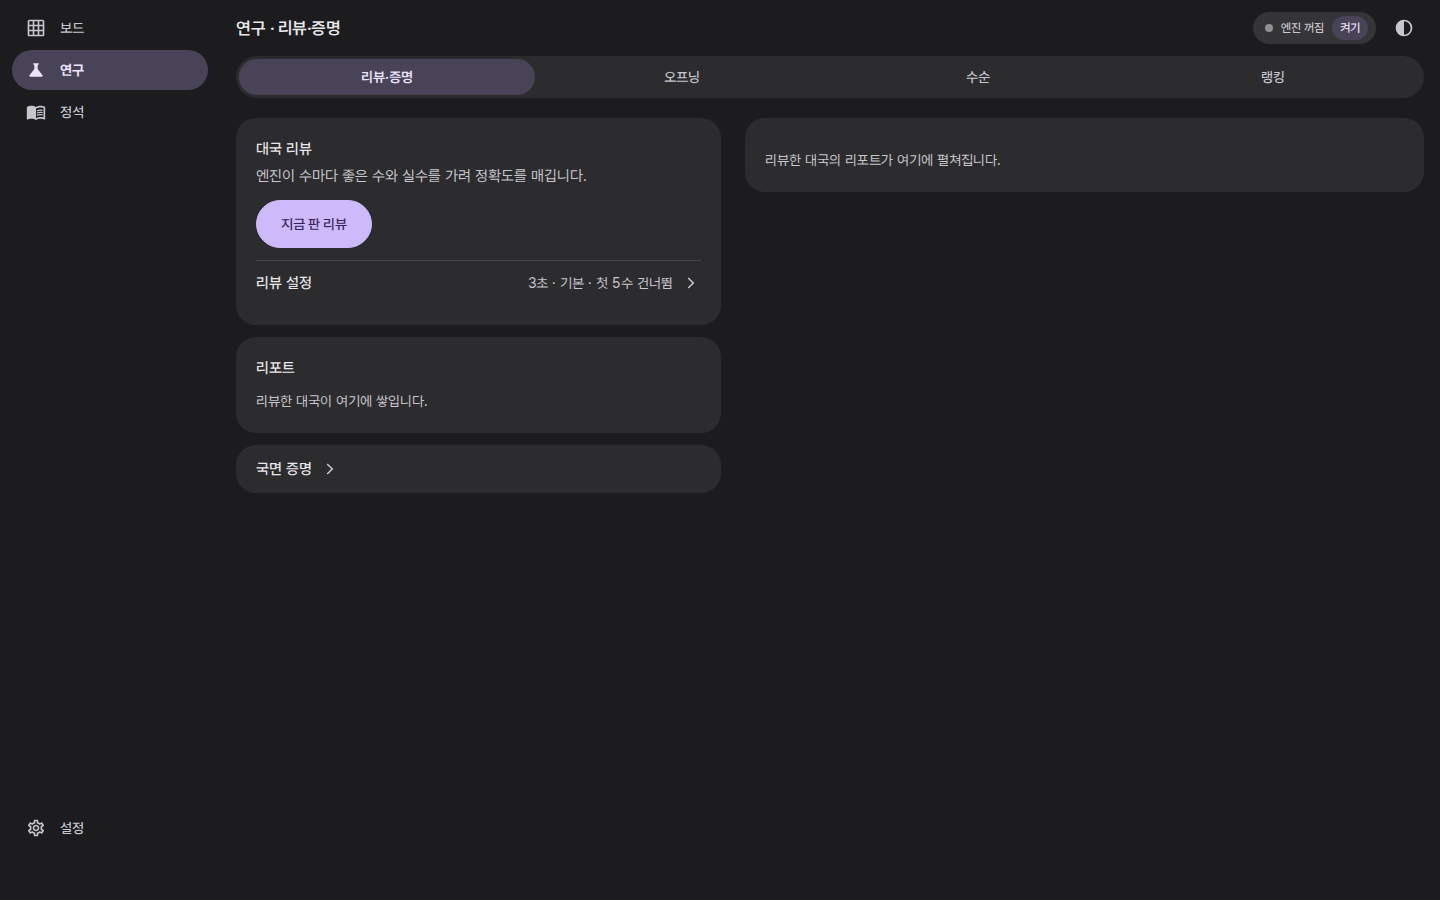 보드
연구
정석
설정
연구 · 리뷰·증명
엔진 꺼짐 켜기
리뷰·증명 오프닝 수순 랭킹
대국 리뷰
엔진이 수마다 좋은 수와 실수를 가려 정확도를 매깁니다.
지금 판 리뷰
리뷰 설정 3초 · 기본 · 첫 5수 건너뜀
리포트
리뷰한 대국이 여기에 쌓입니다.
국면 증명
리뷰한 대국의 리포트가 여기에 펼쳐집니다.